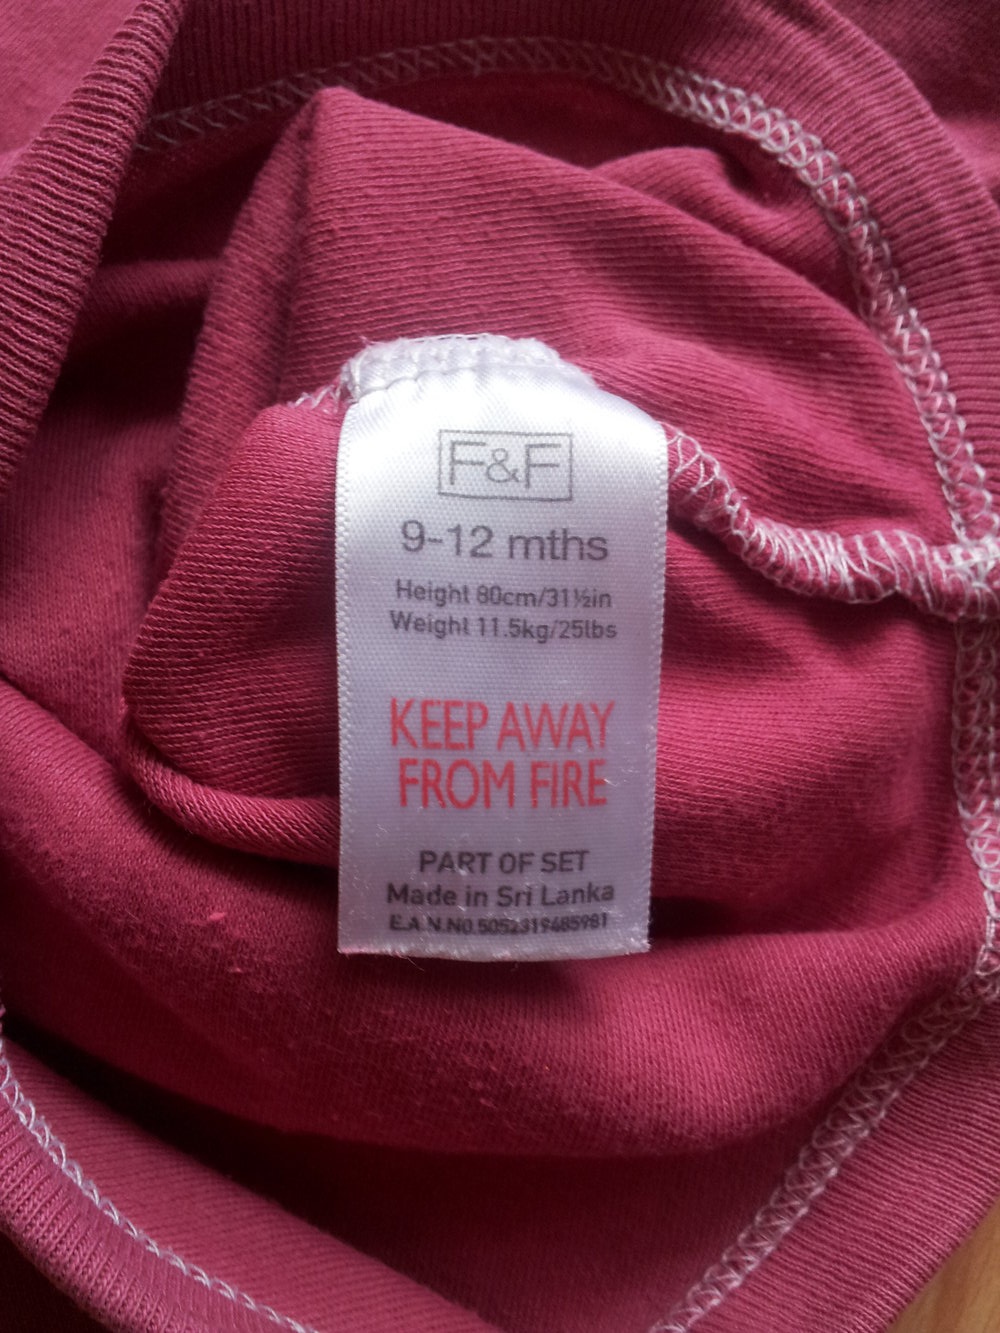 F&F
9-12 mths
Height 80cm/31½in
Weight 11.5kg/25lbs
KEEP AWAY
FROM FIRE
PART OF SET
Made in Sri Lanka
E.A.N.NO.5052319485981